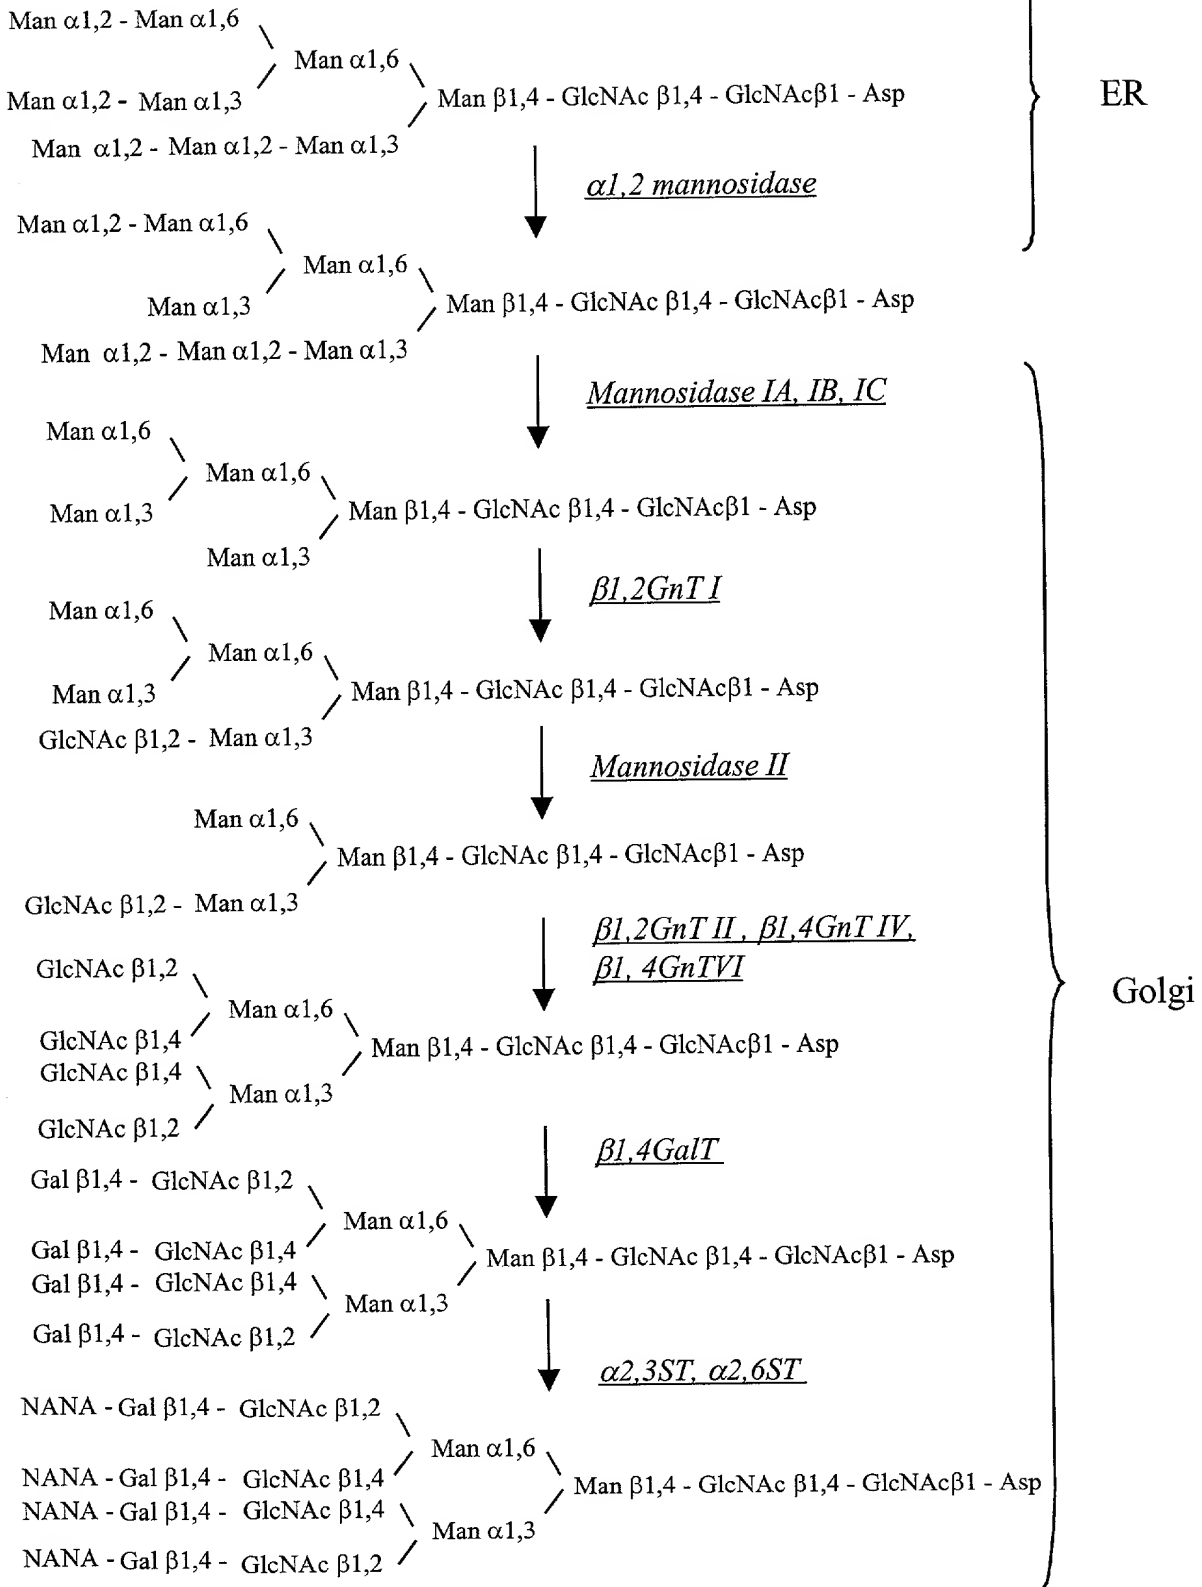 Man α1,2 - Man α1,6
Man α1,6
Man α1,2 - Man α1,3
Man β1,4 - GlcNAc β1,4 - GlcNAcβ1 - Asp
Man α1,2 - Man α1,2 - Man α1,3
ER
α1,2 mannosidase
Man α1,2 - Man α1,6
Man α1,6
Man α1,3
Man β1,4 - GlcNAc β1,4 - GlcNAcβ1 - Asp
Man α1,2 - Man α1,2 - Man α1,3
Mannosidase IA, IB, IC
Man α1,6
Man α1,6
Man α1,3
Man β1,4 - GlcNAc β1,4 - GlcNAcβ1 - Asp
Man α1,3
β1,2GnT I
Man α1,6
Man α1,6
Man α1,3
Man β1,4 - GlcNAc β1,4 - GlcNAcβ1 - Asp
GlcNAc β1,2 - Man α1,3
Mannosidase II
Man α1,6
Man β1,4 - GlcNAc β1,4 - GlcNAcβ1 - Asp
GlcNAc β1,2 - Man α1,3
β1,2GnT II , β1,4GnT IV,
β1, 4GnTVI
GlcNAc β1,2
Man α1,6
GlcNAc β1,4
Man β1,4 - GlcNAc β1,4 - GlcNAcβ1 - Asp
GlcNAc β1,4
Man α1,3
GlcNAc β1,2
Golgi
β1,4GalT
Gal β1,4 - GlcNAc β1,2
Man α1,6
Gal β1,4 - GlcNAc β1,4
Man β1,4 - GlcNAc β1,4 - GlcNAcβ1 - Asp
Gal β1,4 - GlcNAc β1,4
Man α1,3
Gal β1,4 - GlcNAc β1,2
α2,3ST, α2,6ST
NANA - Gal β1,4 - GlcNAc β1,2
Man α1,6
NANA - Gal β1,4 - GlcNAc β1,4
Man β1,4 - GlcNAc β1,4 - GlcNAcβ1 - Asp
NANA - Gal β1,4 - GlcNAc β1,4
Man α1,3
NANA - Gal β1,4 - GlcNAc β1,2